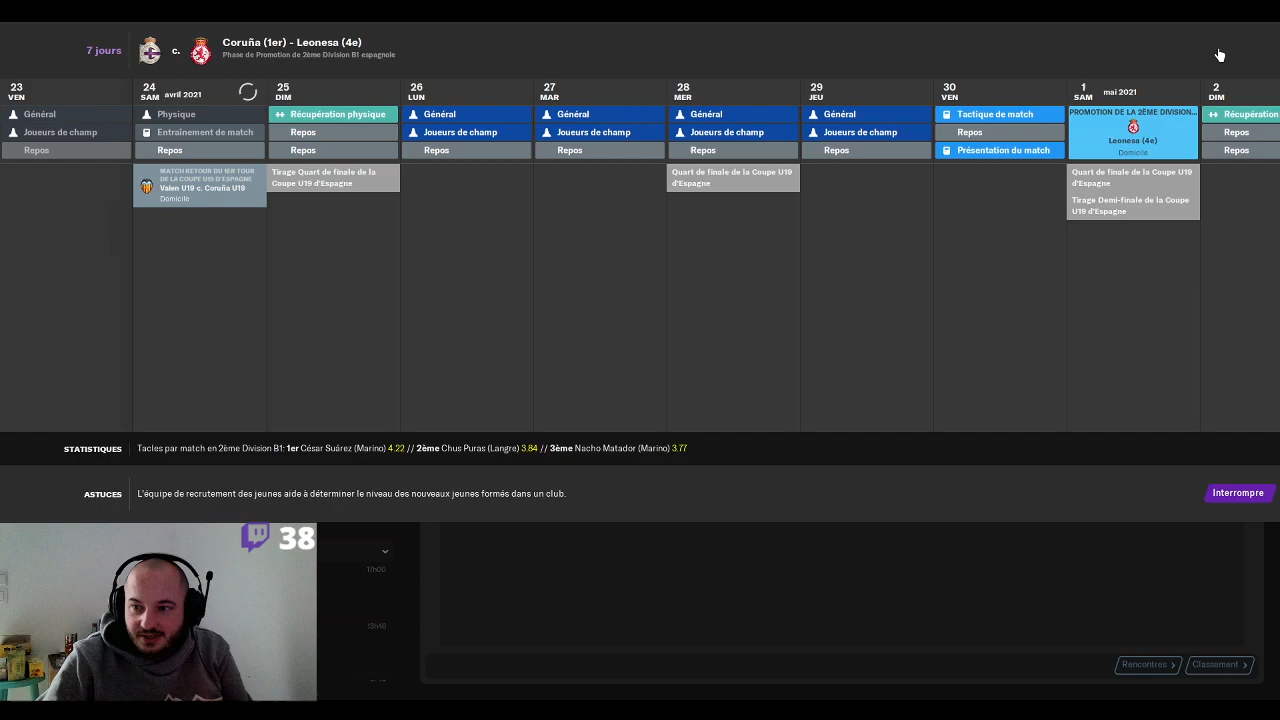 7 jours
c.
Coruña (1er) - Leonesa (4e)
Phase de Promotion de 2ème Division B1 espagnole
23
VEN
24
SAM avril 2021
25
DIM
26
LUN
27
MAR
28
MER
29
JEU
30
VEN
1
SAM mai 2021
2
DIM
Général
Joueurs de champ
Repos
Physique
Entraînement de match
Repos
Récupération physique
Repos
Repos
Général
Joueurs de champ
Repos
Général
Joueurs de champ
Repos
Général
Joueurs de champ
Repos
Général
Joueurs de champ
Repos
Tactique de match
Repos
Présentation du match
PROMOTION DE LA 2ÈME DIVISION...
Leonesa (4e)
Domicile
Récupération
Repos
Repos
MATCH RETOUR DU 1ER TOUR
DE LA COUPE U19 D'ESPAGNE
Valen U19 c. Coruña U19
Domicile
Tirage Quart de finale de la
Coupe U19 d'Espagne
Quart de finale de la Coupe U19
d'Espagne
Quart de finale de la Coupe U19
d'Espagne
Tirage Demi-finale de la Coupe
U19 d'Espagne
STATISTIQUES
Tacles par match en 2ème Division B1: 1er César Suárez (Marino) 4.22 // 2ème Chus Puras (Langre) 3.84 // 3ème Nacho Matador (Marino) 3.77
ASTUCES
L'équipe de recrutement des jeunes aide à déterminer le niveau des nouveaux jeunes formés dans un club.
Interrompre
38
17h00
13h48
Rencontres
Classement